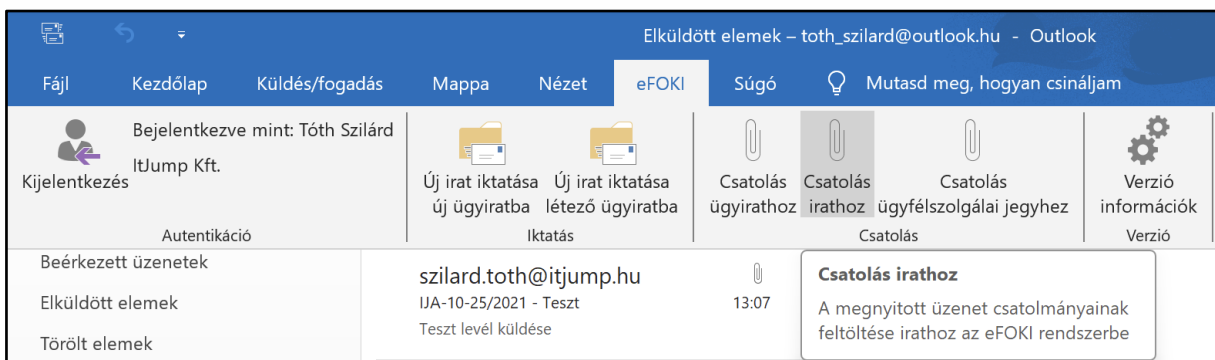 Elküldött elemek – toth_szilard@outlook.hu - Outlook
Fájl Kezdőlap Küldés/fogadás Mappa Nézet eFOKI Súgó Mutasd meg, hogyan csináljam
Kijelentkezés
Bejelentkezve mint: Tóth Szilárd
ItJump Kft.
Autentikáció
Új irat iktatása
új ügyiratba
Új irat iktatása
létező ügyiratba
Iktatás
Csatolás
ügyirathoz
Csatolás
irathoz
Csatolás
ügyfélszolgálai jegyhez
Csatolás
Verzió
információk
Verzió
Beérkezett üzenetek
Elküldött elemek
Törölt elemek
szilard.toth@itjump.hu
IJA-10-25/2021 - Teszt 13:07
Teszt levél küldése
Csatolás irathoz
A megnyitott üzenet csatolmányainak
feltöltése irathoz az eFOKI rendszerbe